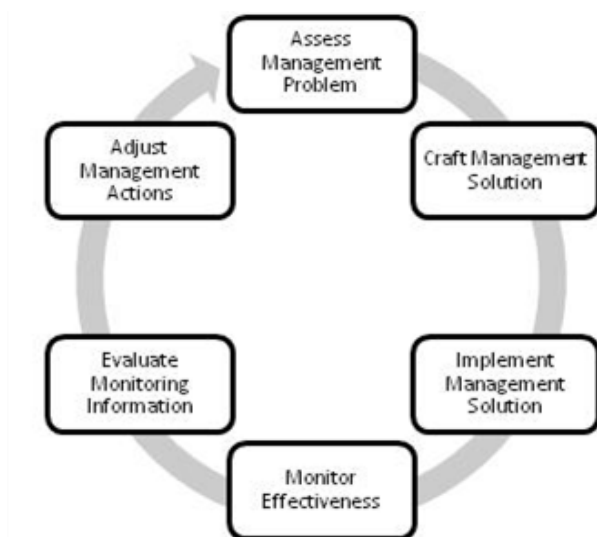 Assess
Management
Problem
Craft Management
Solution
Implement
Management
Solution
Monitor
Effectiveness
Evaluate
Monitoring
Information
Adjust
Management
Actions